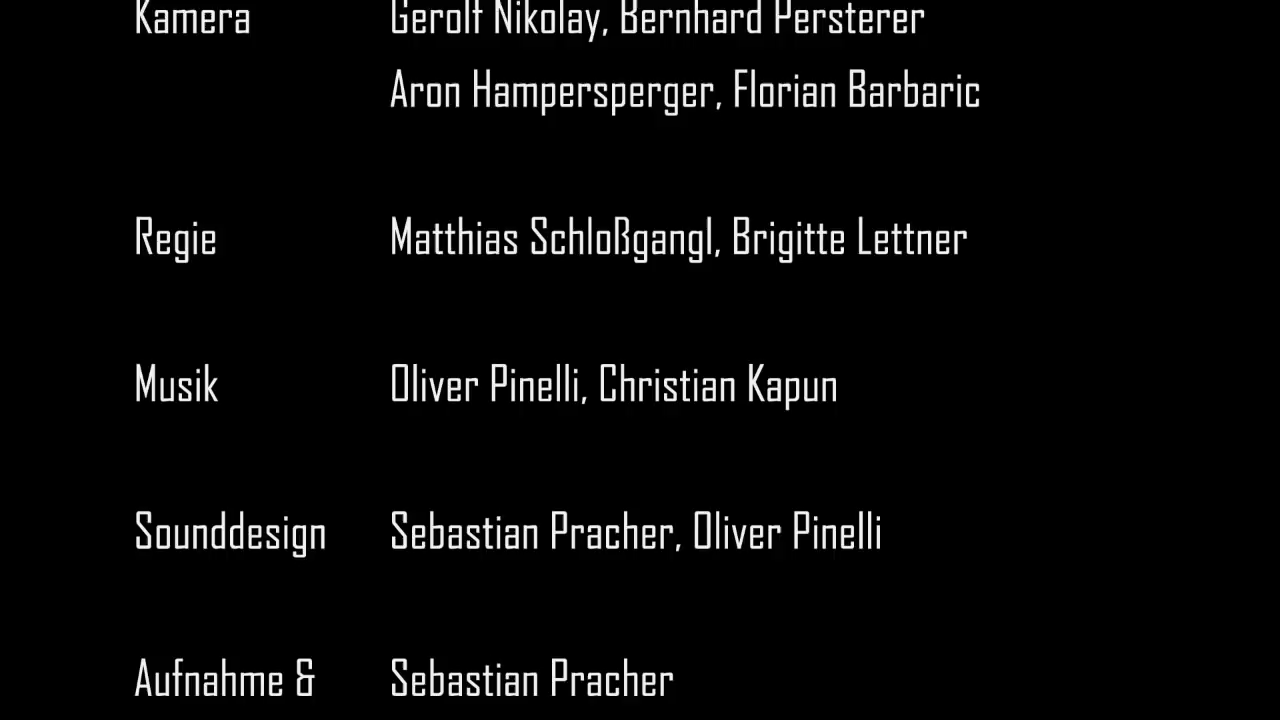 Kamera Gerolf Nikolay, Bernhard Persterer
Aron Hampersperger, Florian Barbaric
Regie Matthias Schloßgangl, Brigitte Lettner
Musik Oliver Pinelli, Christian Kapun
Sounddesign Sebastian Pracher, Oliver Pinelli
Aufnahme & Sebastian Pracher